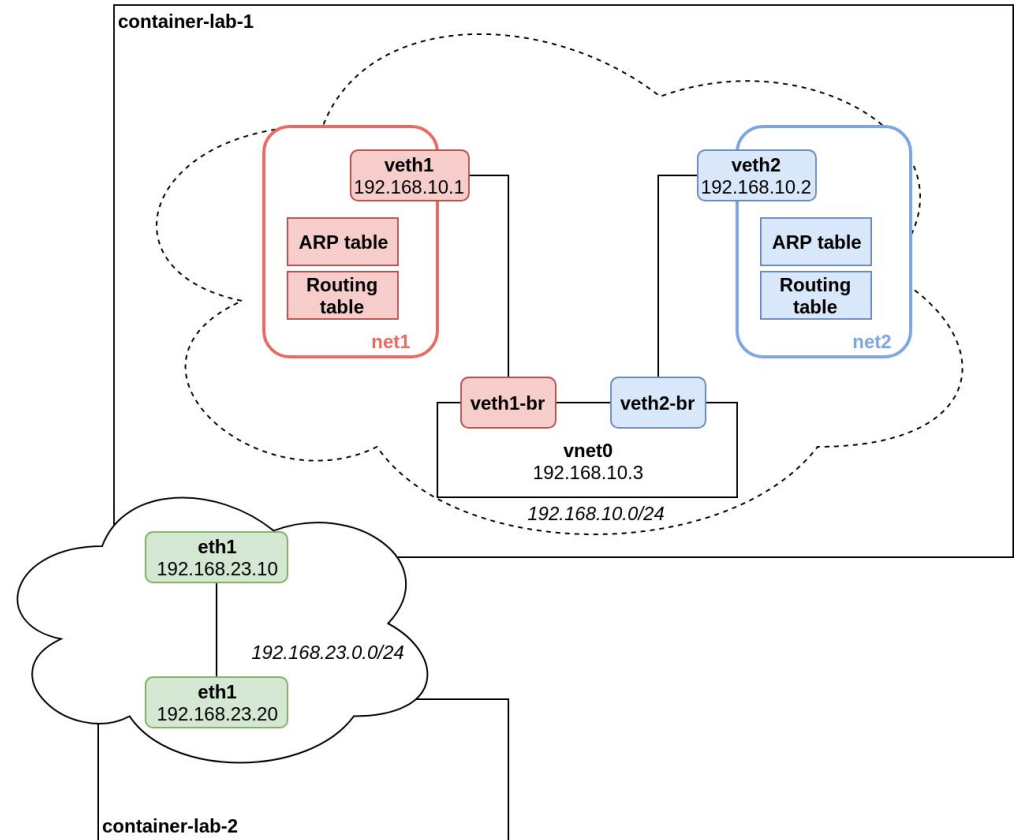 container-lab-1
veth1
192.168.10.1
veth2
192.168.10.2
ARP table
ARP table
Routing
table
Routing
table
net1
net2
veth1-br
veth2-br
vnet0
192.168.10.3
192.168.10.0/24
eth1
192.168.23.10
192.168.23.0.0/24
eth1
192.168.23.20
container-lab-2